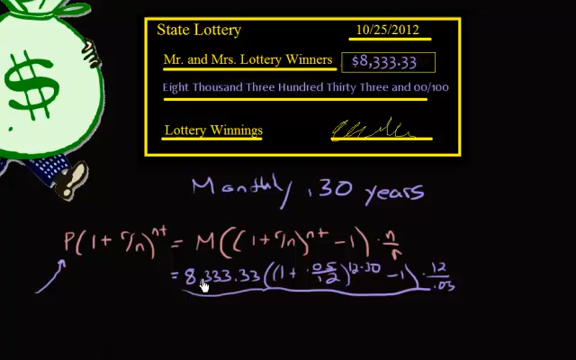 $
State Lottery 10/25/2012
Mr. and Mrs. Lottery Winners $8,333.33
Eight Thousand Three Hundred Thirty Three and 00/100
Lottery Winnings
Monthly, 30 years
P(1 + r/n)^nt = M((1 + r/n)^nt - 1) · n/r
= 8,333.33((1 + .05/12)^12·30 - 1) · 12/.05